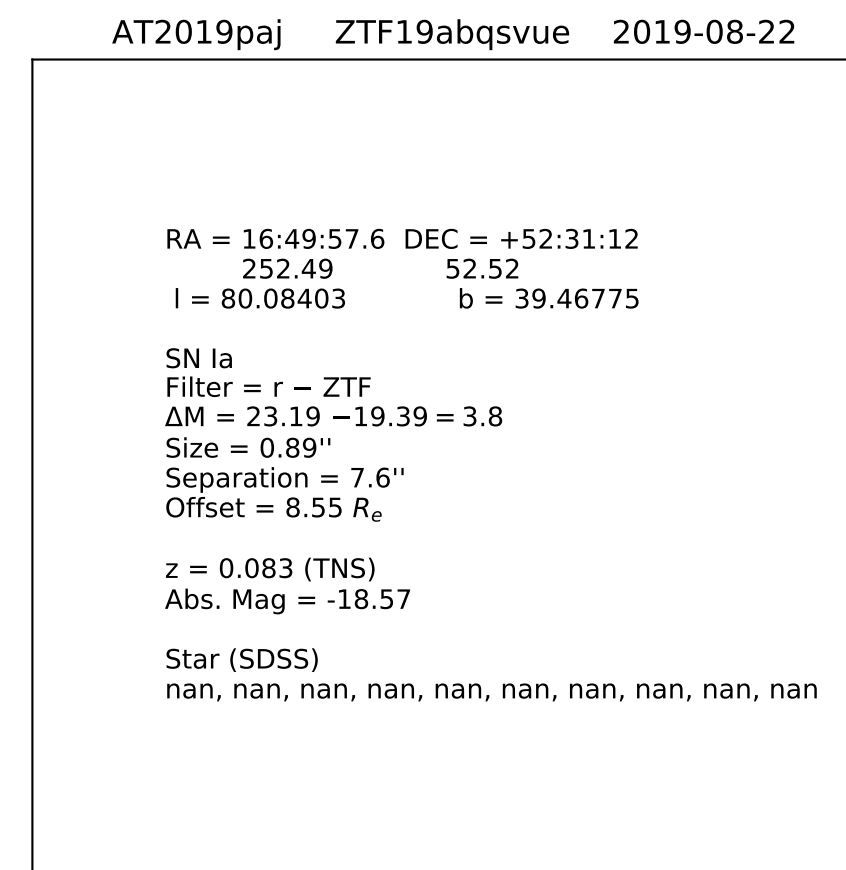 AT2019paj ZTF19abqsvue 2019-08-22
RA = 16:49:57.6 DEC = +52:31:12
252.49 52.52
l = 80.08403 b = 39.46775
SN Ia
Filter = r − ZTF
ΔM = 23.19 −19.39 = 3.8
Size = 0.89''
Separation = 7.6''
Offset = 8.55 Re
z = 0.083 (TNS)
Abs. Mag = -18.57
Star (SDSS)
nan, nan, nan, nan, nan, nan, nan, nan, nan, nan